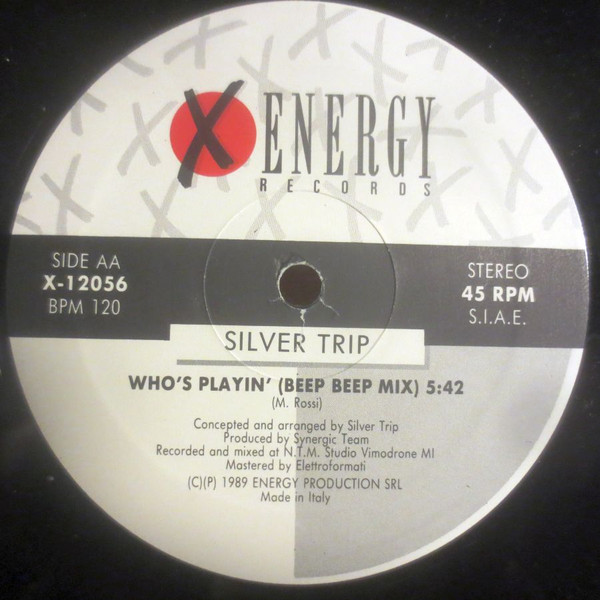 X ENERGY
RECORDS
SIDE AA
X-12056
BPM 120
STEREO
45 RPM
S.I.A.E.
SILVER TRIP
WHO'S PLAYIN' (BEEP BEEP MIX) 5:42
(M. Rossi)
Concepted and arranged by Silver Trip
Produced by Synergic Team
Recorded and mixed at N.T.M. Studio Vimodrone MI
Mastered by Elettroformati
(C)(P) 1989 ENERGY PRODUCTION SRL
Made in Italy